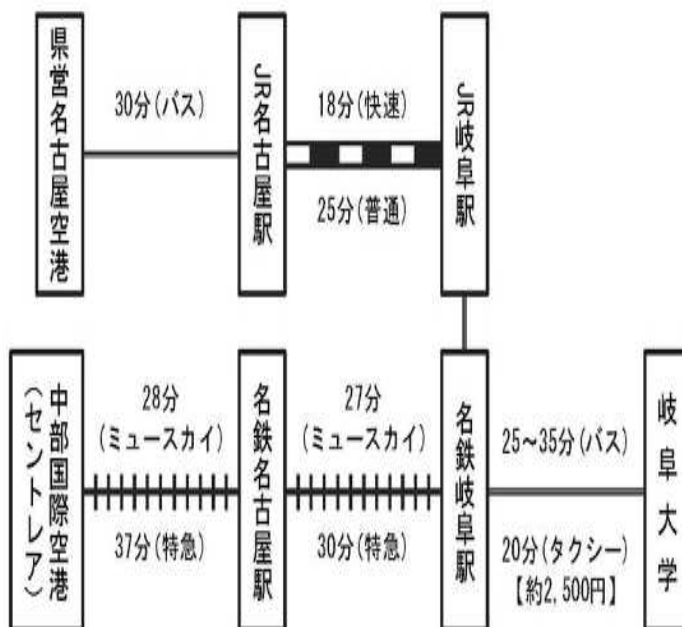 県営名古屋空港
30分(バス)
JR名古屋駅
18分(快速)
25分(普通)
JR岐阜駅
中部国際空港
(セントレア)
28分
(ミュースカイ)
37分(特急)
名鉄名古屋駅
27分
(ミュースカイ)
30分(特急)
名鉄岐阜駅
25〜35分(バス)
20分(タクシー)
【約2,500円】
岐阜大学